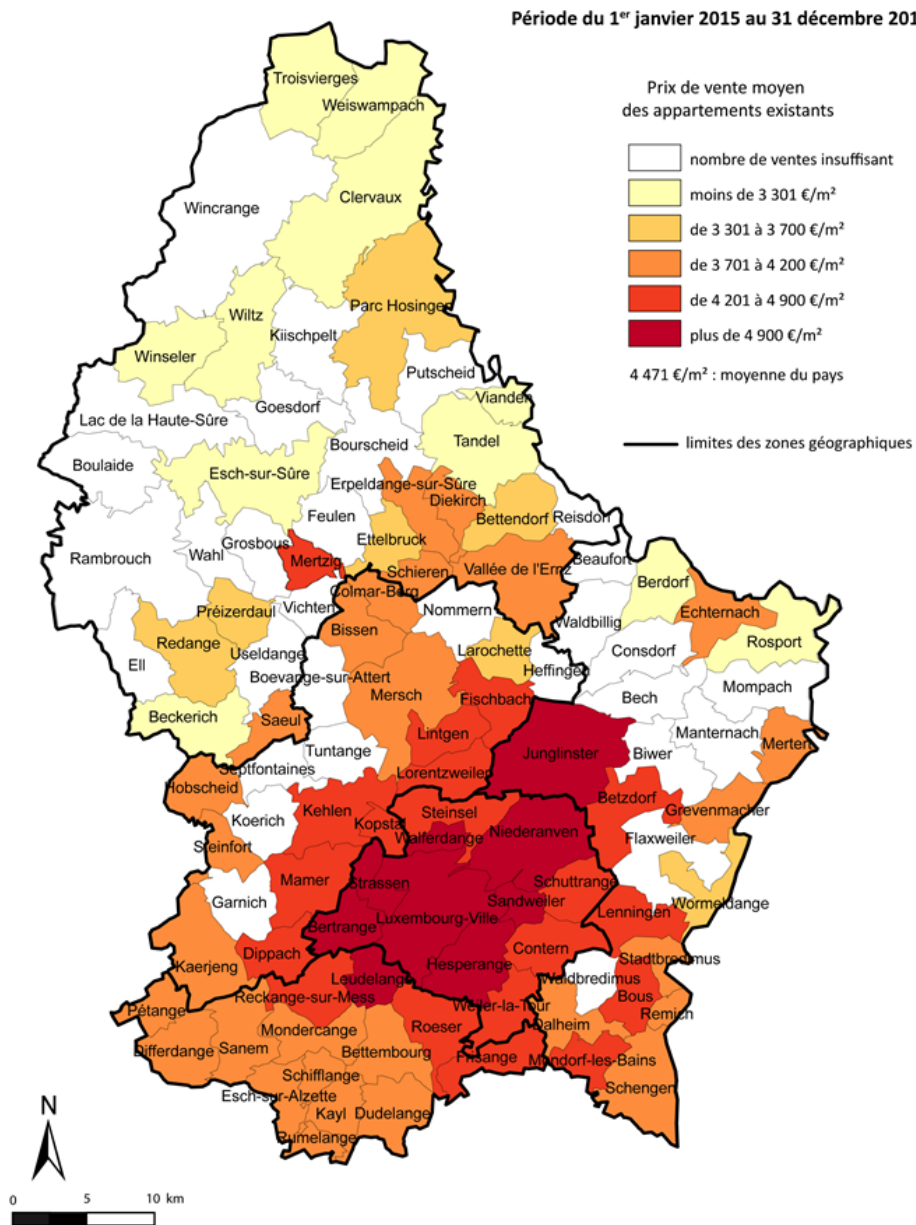 Période du 1er janvier 2015 au 31 décembre 201
Prix de vente moyen
des appartements existants
nombre de ventes insuffisant
moins de 3 301 €/m²
de 3 301 à 3 700 €/m²
de 3 701 à 4 200 €/m²
de 4 201 à 4 900 €/m²
plus de 4 900 €/m²
4 471 €/m² : moyenne du pays
limites des zones géographiques
Troisvierges
Weiswampach
Clervaux
Wincrange
Parc Hosingen
Wiltz
Kiischpelt
Winseler
Putscheid
Vianden
Goesdorf
Lac de la Haute-Sûre
Tandel
Bourscheid
Boulaide
Esch-sur-Sûre
Erpeldange-sur-Sûre
Diekirch
Bettendorf
Reisdorf
Feulen
Ettelbruck
Grosbous
Wahl
Rambrouch
Mertzig
Beaufort
Schieren
Vallée de l'Ernz
Berdorf
Colmar-Berg
Echternach
Préizerdaul
Vichten
Nommern
Waldbillig
Bissen
Redange
Rosport
Useldange
Larochette
Consdorf
Ell
Heffingen
Boevange-sur-Attert
Mompach
Mersch
Fischbach
Bech
Beckerich
Saeul
Lintgen
Manternach
Mertert
Tuntange
Junglinster
Biwer
Septfontaines
Lorentzweiler
Hobscheid
Betzdorf
Grevenmacher
Kehlen
Steinsel
Koerich
Kopstal
Niederanven
Flaxweiler
Walferdange
Steinfort
Mamer
Strassen
Schuttrange
Garnich
Sandweiler
Wormeldange
Luxembourg-Ville
Lenningen
Bertrange
Contern
Dippach
Stadtbredimus
Kaerjeng
Hesperange
Leudelange
Waldbredimus
Reckange-sur-Mess
Bous
Pétange
Weiler-la-Tour
Remich
Mondercange
Roeser
Dalheim
Differdange
Sanem
Bettembourg
Frisange
Mondorf-les-Bains
Schifflange
Schengen
Esch-sur-Alzette
Kayl
Dudelange
Rumelange
N
0 5 10 km